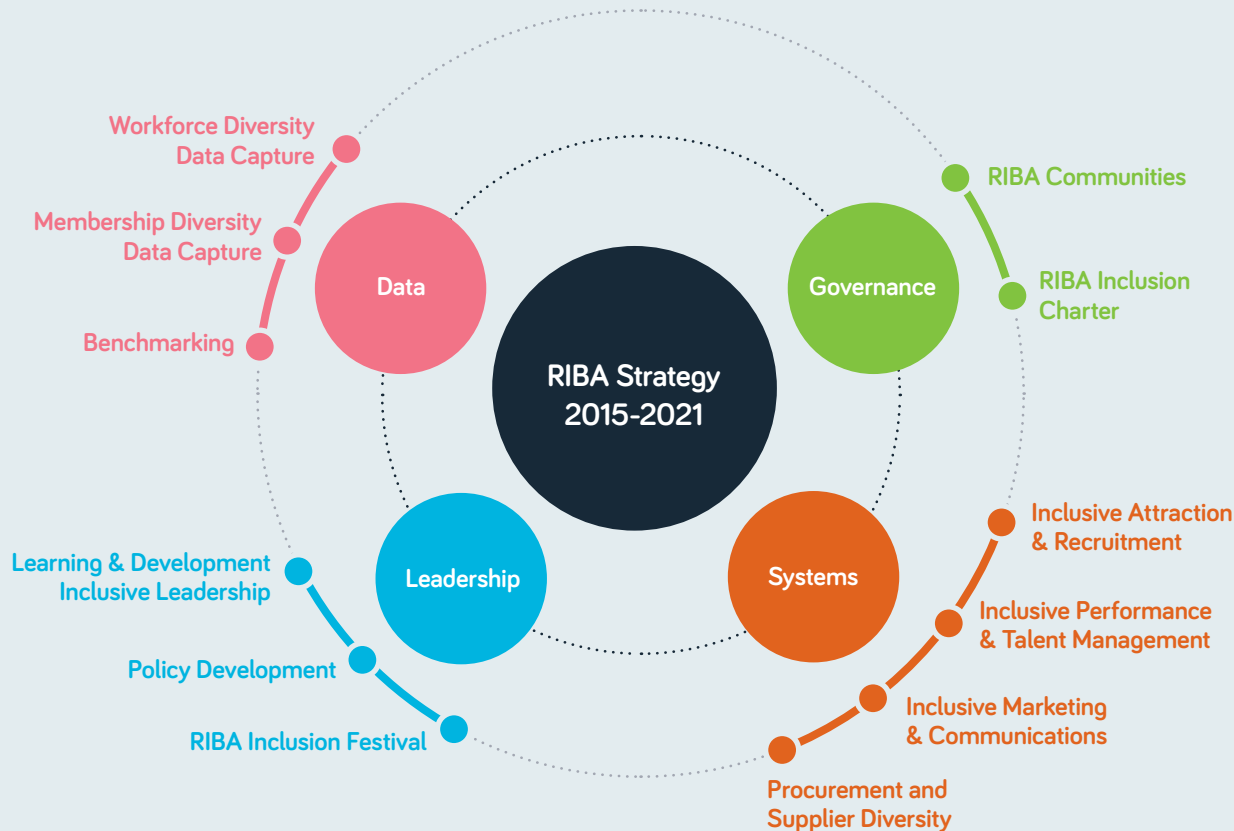 Workforce Diversity
Data Capture
Membership Diversity
Data Capture
Benchmarking
Data
RIBA Strategy
2015-2021
Governance
RIBA Communities
RIBA Inclusion
Charter
Leadership
Learning & Development
Inclusive Leadership
Policy Development
RIBA Inclusion Festival
Systems
Inclusive Attraction
& Recruitment
Inclusive Performance
& Talent Management
Inclusive Marketing
& Communications
Procurement and
Supplier Diversity